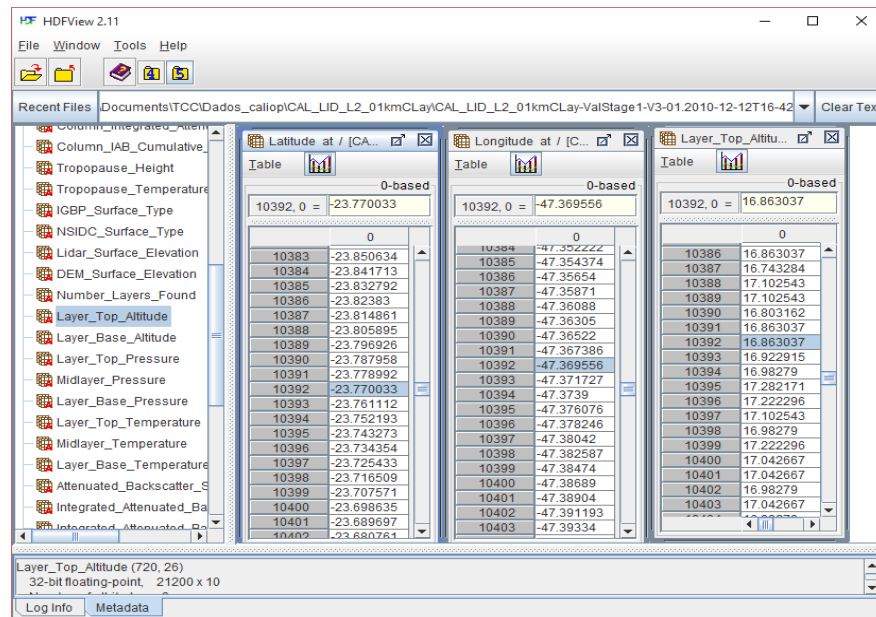 HDFView 2.11
File Window Tools Help
4 5
Recent Files \Documents\TCC\Dados_caliop\CAL_LID_L2_01kmCLay\CAL_LID_L2_01kmCLay-ValStage1-V3-01.2010-12-12T16-42 Clear Tex
Column_Integrated_Atten
Column_IAB_Cumulative_
Tropopause_Height
Tropopause_Temperature
IGBP_Surface_Type
NSIDC_Surface_Type
Lidar_Surface_Elevation
DEM_Surface_Elevation
Number_Layers_Found
Layer_Top_Altitude
Layer_Base_Altitude
Layer_Top_Pressure
Midlayer_Pressure
Layer_Base_Pressure
Layer_Top_Temperature
Midlayer_Temperature
Layer_Base_Temperature
Attenuated_Backscatter_S
Integrated_Attenuated_Ba
Integrated_Attenuated_Ba
Latitude at / [CA...
Table
0-based
10392, 0 = -23.770033
0
10383 -23.850634
10384 -23.841713
10385 -23.832792
10386 -23.82383
10387 -23.814861
10388 -23.805895
10389 -23.796926
10390 -23.787958
10391 -23.778992
10392 -23.770033
10393 -23.761112
10394 -23.752193
10395 -23.743273
10396 -23.734354
10397 -23.725433
10398 -23.716509
10399 -23.707571
10400 -23.698635
10401 -23.689697
10402 -23.680761
Longitude at / [C...
Table
0-based
10392, 0 = -47.369556
0
10384 -47.352222
10385 -47.354374
10386 -47.35654
10387 -47.35871
10388 -47.36088
10389 -47.36305
10390 -47.36522
10391 -47.367386
10392 -47.369556
10393 -47.371727
10394 -47.3739
10395 -47.376076
10396 -47.378246
10397 -47.38042
10398 -47.382587
10399 -47.38474
10400 -47.38689
10401 -47.38904
10402 -47.391193
10403 -47.39334
Layer_Top_Altitu...
Table
0-based
10392, 0 = 16.863037
0
10386 16.863037
10387 16.743284
10388 17.102543
10389 17.102543
10390 16.803162
10391 16.863037
10392 16.863037
10393 16.922915
10394 16.98279
10395 17.282171
10396 17.222296
10397 17.102543
10398 16.98279
10399 17.222296
10400 17.042667
10401 17.042667
10402 16.98279
10403 17.042667
Layer_Top_Altitude (720, 26)
32-bit floating-point, 21200 x 10
Log Info Metadata